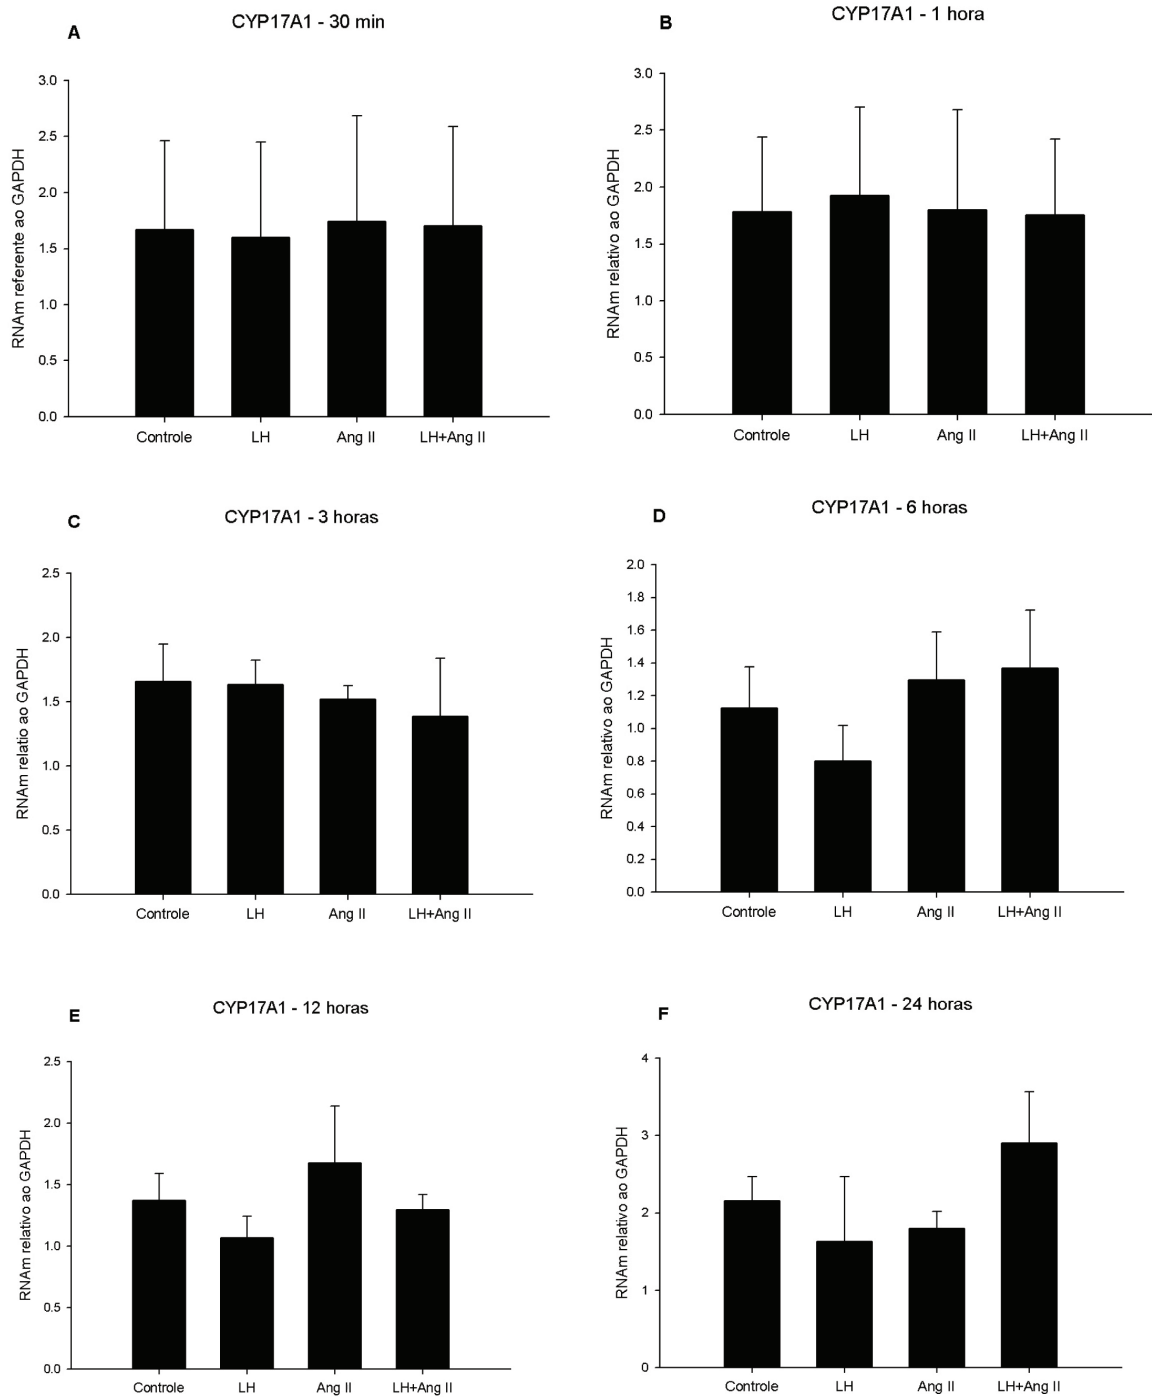 A
CYP17A1 - 30 min
RNAm referente ao GAPDH
3.0
2.5
2.0
1.5
1.0
0.5
0.0
Controle LH Ang II LH+Ang II
B
CYP17A1 - 1 hora
RNAm relativo ao GAPDH
3.0
2.5
2.0
1.5
1.0
0.5
0.0
Controle LH Ang II LH+Ang II
C
CYP17A1 - 3 horas
RNAm relatio ao GAPDH
2.5
2.0
1.5
1.0
0.5
0.0
Controle LH Ang II LH+Ang II
D
CYP17A1 - 6 horas
RNAm relativo ao GAPDH
2.0
1.8
1.6
1.4
1.2
1.0
0.8
0.6
0.4
0.2
0.0
Controle LH Ang II LH+Ang II
E
CYP17A1 - 12 horas
RNAm relativo ao GAPDH
2.5
2.0
1.5
1.0
0.5
0.0
Controle LH Ang II LH+Ang II
F
CYP17A1 - 24 horas
RNAm relativo ao GAPDH
4
3
2
1
0
Controle LH Ang II LH+Ang II